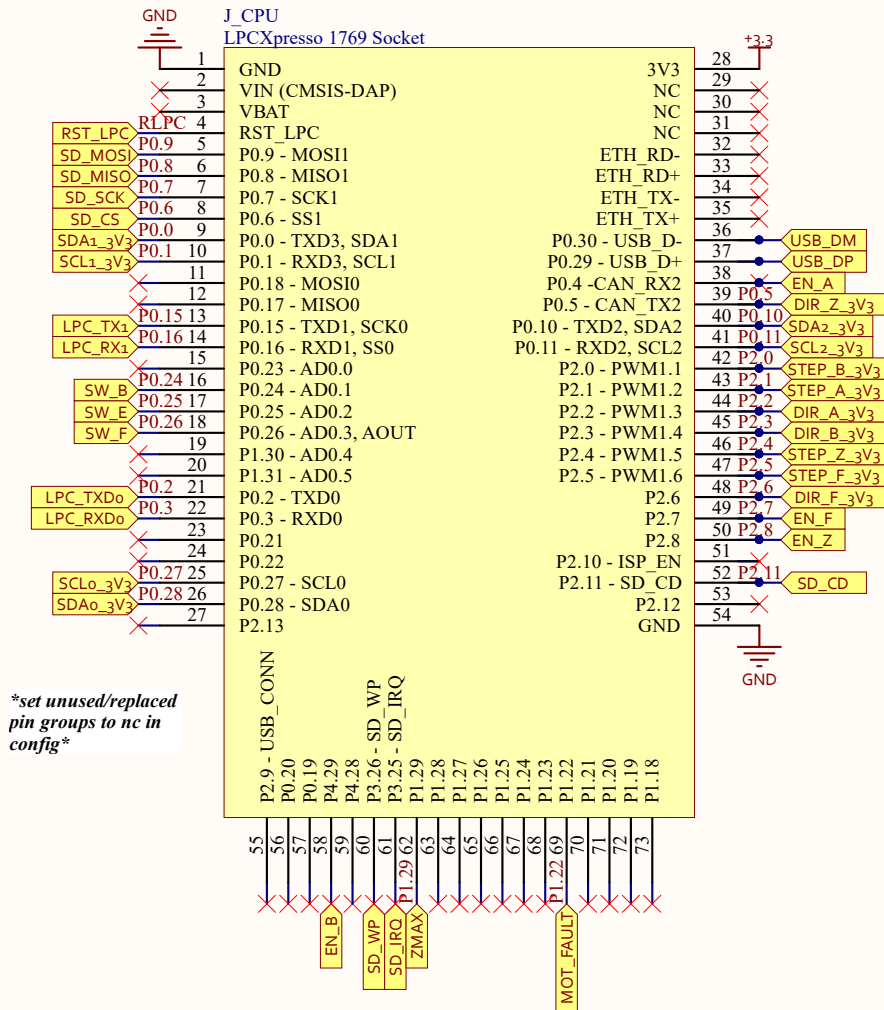 J_CPU
LPCXpresso 1769 Socket
GND
+3.3
1 GND
2 VIN (CMSIS-DAP)
3 VBAT
RST_LPC RLPC 4 RST_LPC
SD_MOSI P0.9 5 P0.9 - MOSI1
SD_MISO P0.8 6 P0.8 - MISO1
SD_SCK P0.7 7 P0.7 - SCK1
SD_CS P0.6 8 P0.6 - SS1
SDA1_3V3 P0.0 9 P0.0 - TXD3, SDA1
SCL1_3V3 P0.1 10 P0.1 - RXD3, SCL1
11 P0.18 - MOSI0
12 P0.17 - MISO0
LPC_TX1 P0.15 13 P0.15 - TXD1, SCK0
LPC_RX1 P0.16 14 P0.16 - RXD1, SS0
15 P0.23 - AD0.0
SW_B P0.24 16 P0.24 - AD0.1
SW_E P0.25 17 P0.25 - AD0.2
SW_F P0.26 18 P0.26 - AD0.3, AOUT
19 P1.30 - AD0.4
20 P1.31 - AD0.5
LPC_TXD0 P0.2 21 P0.2 - TXD0
LPC_RXD0 P0.3 22 P0.3 - RXD0
23 P0.21
24 P0.22
SCL0_3V3 P0.27 25 P0.27 - SCL0
SDA0_3V3 P0.28 26 P0.28 - SDA0
27 P2.13
3V3 28
NC 29
NC 30
NC 31
ETH_RD- 32
ETH_RD+ 33
ETH_TX- 34
ETH_TX+ 35
P0.30 - USB_D- 36 USB_DM
P0.29 - USB_D+ 37 USB_DP
P0.4 -CAN_RX2 38 EN_A
P0.5 - CAN_TX2 39 P0.5 DIR_Z_3V3
P0.10 - TXD2, SDA2 40 P0.10 SDA2_3V3
P0.11 - RXD2, SCL2 41 P0.11 SCL2_3V3
P2.0 - PWM1.1 42 P2.0 STEP_B_3V3
P2.1 - PWM1.2 43 P2.1 STEP_A_3V3
P2.2 - PWM1.3 44 P2.2 DIR_A_3V3
P2.3 - PWM1.4 45 P2.3 DIR_B_3V3
P2.4 - PWM1.5 46 P2.4 STEP_Z_3V3
P2.5 - PWM1.6 47 P2.5 STEP_F_3V3
P2.6 48 P2.6 DIR_F_3V3
P2.7 49 P2.7 EN_F
P2.8 50 P2.8 EN_Z
P2.10 - ISP_EN 51
P2.11 - SD_CD 52 P2.11 SD_CD
P2.12 53
GND 54
GND
*set unused/replaced
pin groups to nc in
config*
P2.9 - USB_CONN 55
P0.20 56
P0.19 57
P4.29 58 EN_B
P4.28 59
P3.26 - SD_WP 60 SD_WP
P3.25 - SD_IRQ 61 SD_IRQ
P1.29 62 P1.29 ZMAX
P1.28 63
P1.27 64
P1.26 65
P1.25 66
P1.24 67
P1.23 68
P1.22 69 P1.22 MOT_FAULT
P1.21 70
P1.20 71
P1.19 72
P1.18 73